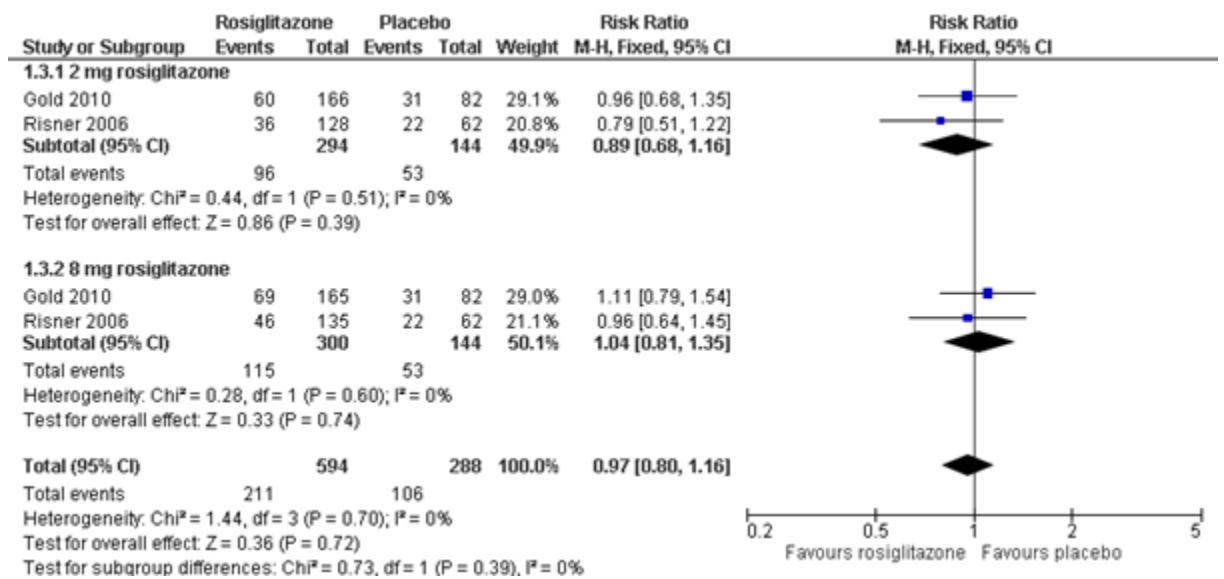 Rosiglitazone Placebo Risk Ratio Risk Ratio
Study or Subgroup Events Total Events Total Weight M-H, Fixed, 95% CI M-H, Fixed, 95% CI
1.3.1 2 mg rosiglitazone
Gold 2010 60 166 31 82 29.1% 0.96 [0.68, 1.35]
Risner 2006 36 128 22 62 20.8% 0.79 [0.51, 1.22]
Subtotal (95% CI) 294 144 49.9% 0.89 [0.68, 1.16]
Total events 96 53
Heterogeneity: Chi² = 0.44, df = 1 (P = 0.51); I² = 0%
Test for overall effect: Z = 0.86 (P = 0.39)
1.3.2 8 mg rosiglitazone
Gold 2010 69 165 31 82 29.0% 1.11 [0.79, 1.54]
Risner 2006 46 135 22 62 21.1% 0.96 [0.64, 1.45]
Subtotal (95% CI) 300 144 50.1% 1.04 [0.81, 1.35]
Total events 115 53
Heterogeneity: Chi² = 0.28, df = 1 (P = 0.60); I² = 0%
Test for overall effect: Z = 0.33 (P = 0.74)
Total (95% CI) 594 288 100.0% 0.97 [0.80, 1.16]
Total events 211 106
Heterogeneity: Chi² = 1.44, df = 3 (P = 0.70); I² = 0%
Test for overall effect: Z = 0.36 (P = 0.72)
Test for subgroup differences: Chi² = 0.73, df = 1 (P = 0.39), I² = 0%
0.2 0.5 1 2 5
Favours rosiglitazone Favours placebo